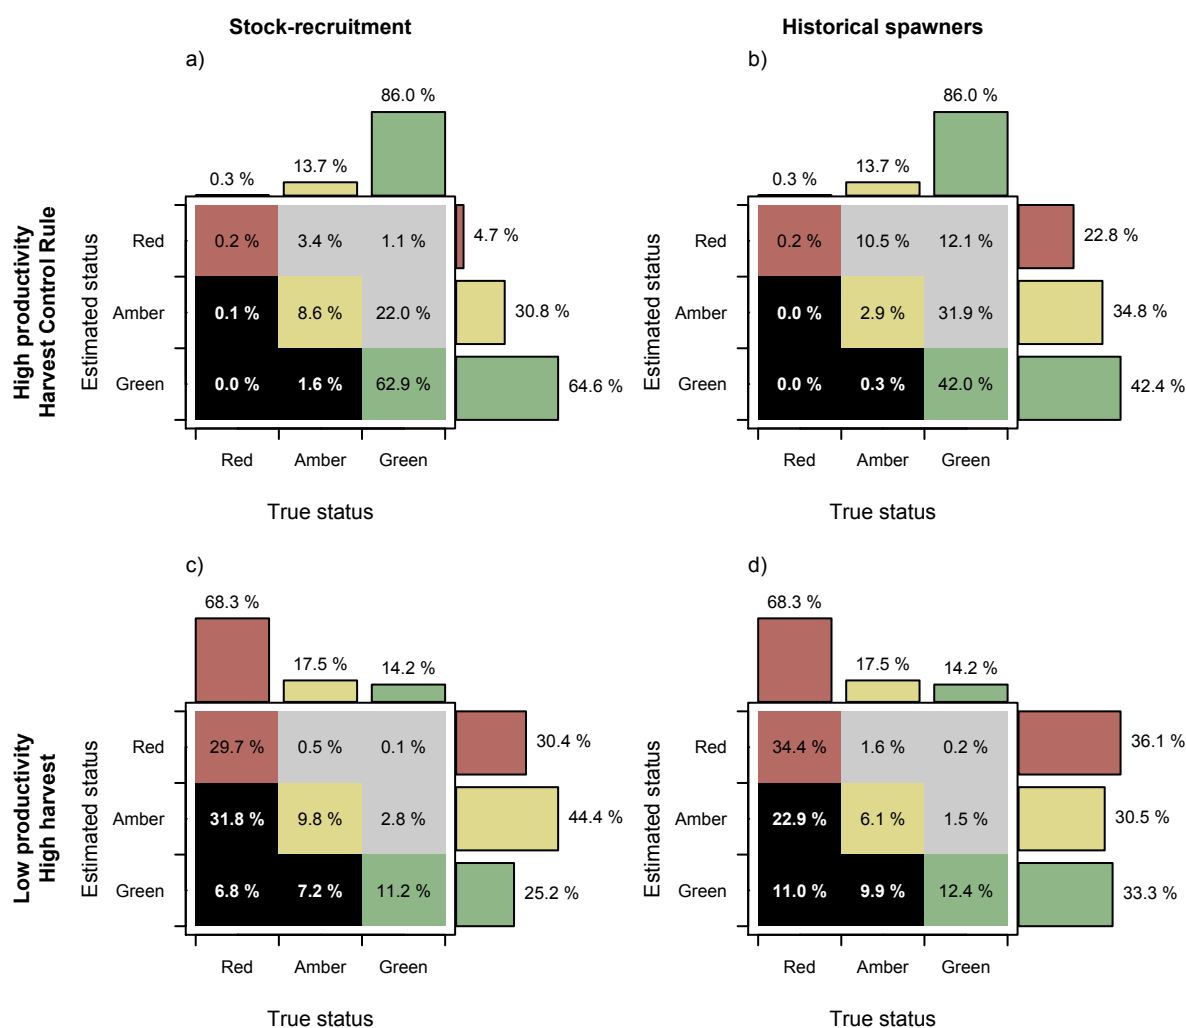 Stock-recruitment
Historical spawners
a)
b)
High productivity
Harvest Control Rule
86.0 %
13.7 %
0.3 %
Estimated status
Red
0.2 %
3.4 %
1.1 %
4.7 %
Amber
0.1 %
8.6 %
22.0 %
30.8 %
Green
0.0 %
1.6 %
62.9 %
64.6 %
Red
Amber
Green
True status
86.0 %
13.7 %
0.3 %
Estimated status
Red
0.2 %
10.5 %
12.1 %
22.8 %
Amber
0.0 %
2.9 %
31.9 %
34.8 %
Green
0.0 %
0.3 %
42.0 %
42.4 %
Red
Amber
Green
True status
c)
d)
Low productivity
High harvest
68.3 %
17.5 %
14.2 %
Estimated status
Red
29.7 %
0.5 %
0.1 %
30.4 %
Amber
31.8 %
9.8 %
2.8 %
44.4 %
Green
6.8 %
7.2 %
11.2 %
25.2 %
Red
Amber
Green
True status
68.3 %
17.5 %
14.2 %
Estimated status
Red
34.4 %
1.6 %
0.2 %
36.1 %
Amber
22.9 %
6.1 %
1.5 %
30.5 %
Green
11.0 %
9.9 %
12.4 %
33.3 %
Red
Amber
Green
True status